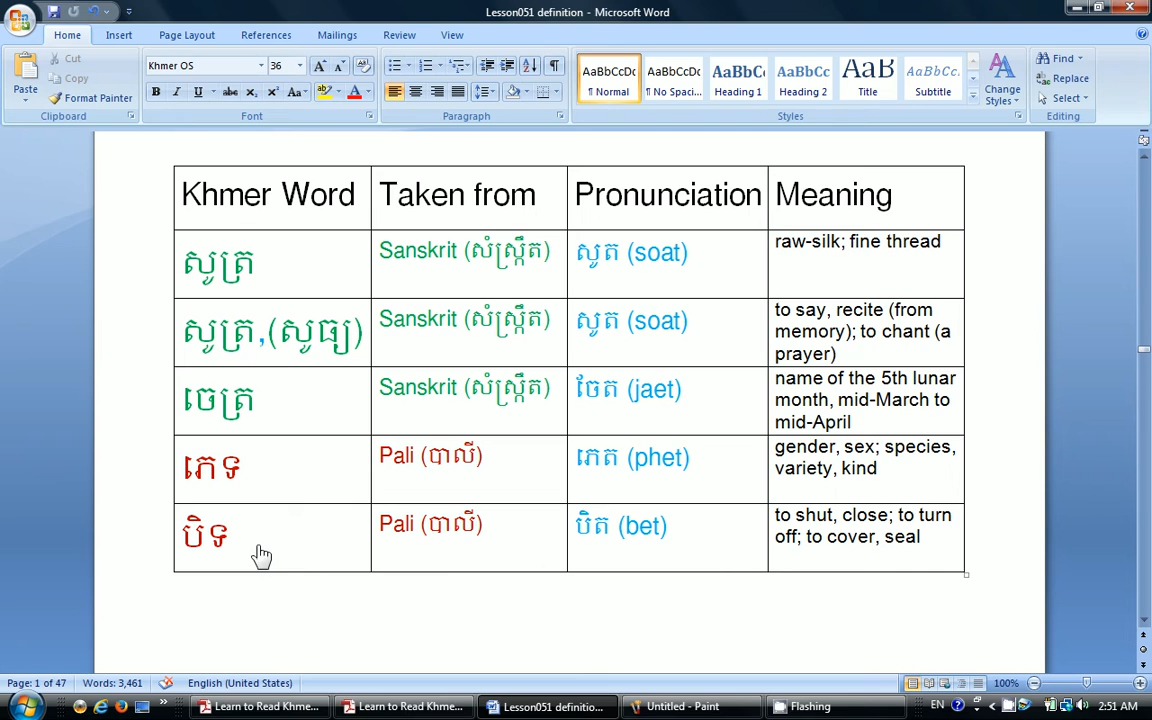 Lesson051 definition - Microsoft Word
Home Insert Page Layout References Mailings Review View
Paste
Cut
Copy
Format Painter
Clipboard
Khmer OS 36
B I U abc x₂ x² Aa
Font
Paragraph
AaBbCcDc AaBbCcDc AaBbC AaBbCc AaB AaBbCc
¶ Normal ¶ No Spaci... Heading 1 Heading 2 Title Subtitle
Change Styles
Styles
Find
Replace
Select
Editing
Khmer Word Taken from Pronunciation Meaning
សូត្រ Sanskrit (សំស្រ្កឹត) សូត (soat) raw-silk; fine thread
សូត្រ,(សូធ្យ) Sanskrit (សំស្រ្កឹត) សូត (soat) to say, recite (from
memory); to chant (a
prayer)
ចេត្រ Sanskrit (សំស្រ្កឹត) ចែត (jaet) name of the 5th lunar
month, mid-March to
mid-April
ភេទ Pali (បាលី) ភេត (phet) gender, sex; species,
variety, kind
បិទ Pali (បាលី) បិត (bet) to shut, close; to turn
off; to cover, seal
Page: 1 of 47 Words: 3,461 English (United States) 100%
Learn to Read Khme... Learn to Read Khme... Lesson051 definitio... Untitled - Paint Flashing EN 2:51 AM